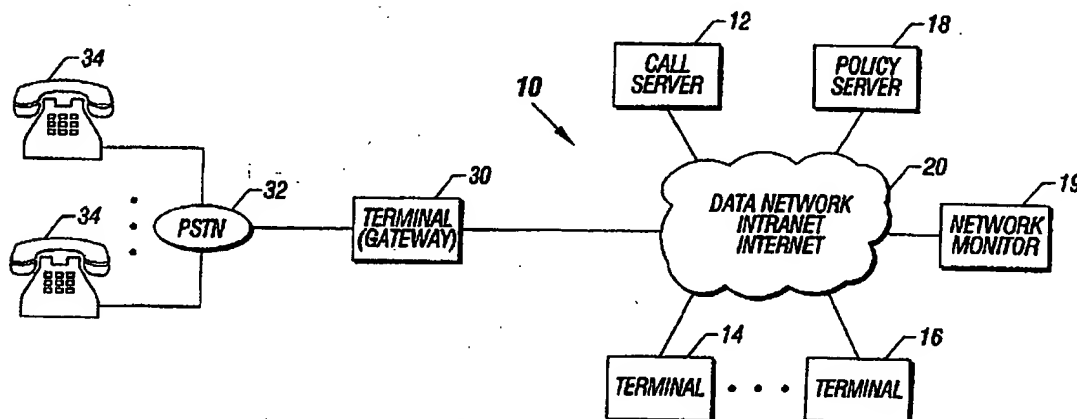 34
34
PSTN
32
TERMINAL
(GATEWAY)
30
10
CALL
SERVER
12
POLICY
SERVER
18
DATA NETWORK
INTRANET
INTERNET
20
NETWORK
MONITOR
19
TERMINAL
14
TERMINAL
16